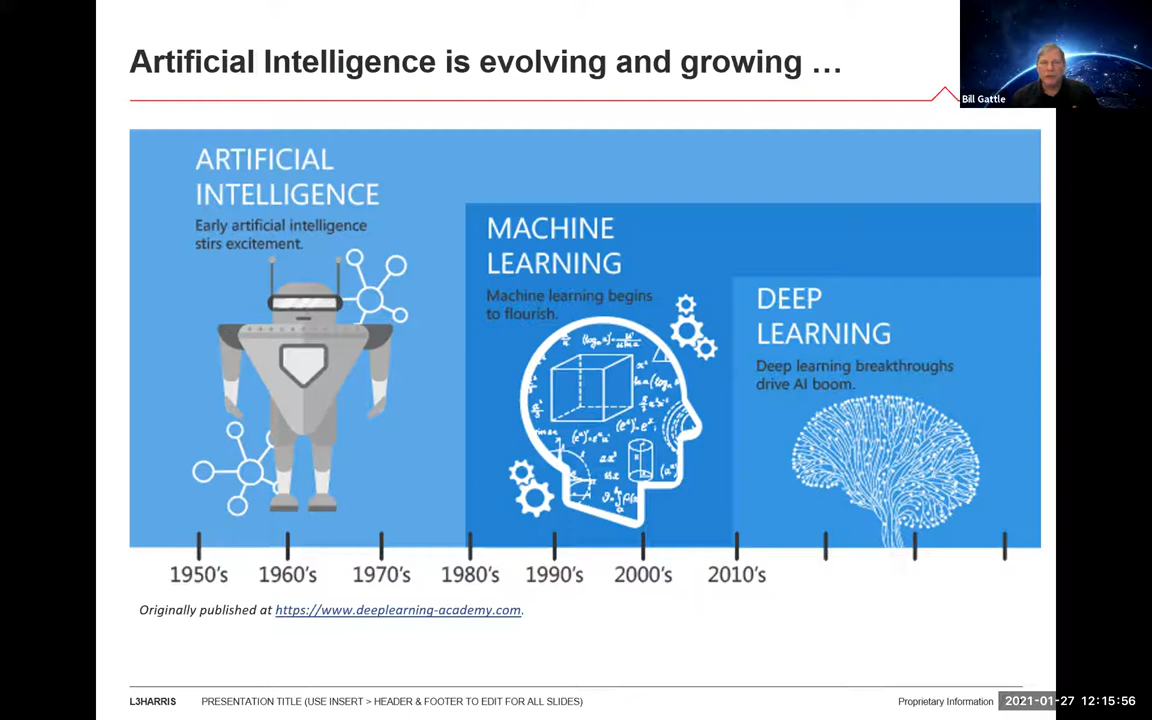 Artificial Intelligence is evolving and growing …
Bill Gattle
ARTIFICIAL
INTELLIGENCE
Early artificial intelligence
stirs excitement.
MACHINE
LEARNING
Machine learning begins
to flourish.
DEEP
LEARNING
Deep learning breakthroughs
drive AI boom.
1950's 1960's 1970's 1980's 1990's 2000's 2010's
Originally published at https://www.deeplearning-academy.com.
L3HARRIS PRESENTATION TITLE (USE INSERT > HEADER & FOOTER TO EDIT FOR ALL SLIDES) Proprietary Information 2021-01-27 12:15:56